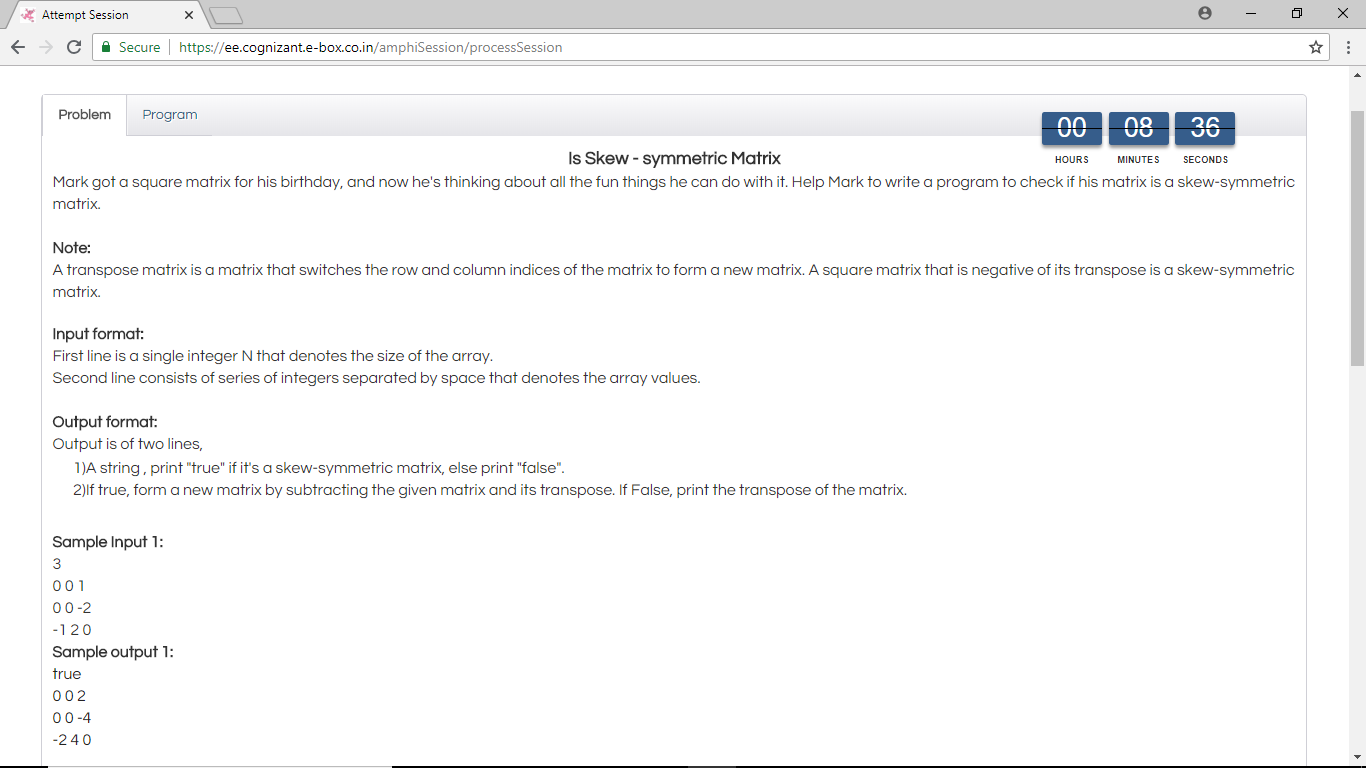 Attempt Session
Secure
https://ee.cognizant.e-box.co.in/amphiSession/processSession
Problem
Program
00 08 36
HOURS MINUTES SECONDS
Is Skew - symmetric Matrix
Mark got a square matrix for his birthday, and now he's thinking about all the fun things he can do with it. Help Mark to write a program to check if his matrix is a skew-symmetric
matrix.
Note:
A transpose matrix is a matrix that switches the row and column indices of the matrix to form a new matrix. A square matrix that is negative of its transpose is a skew-symmetric
matrix.
Input format:
First line is a single integer N that denotes the size of the array.
Second line consists of series of integers separated by space that denotes the array values.
Output format:
Output is of two lines,
1)A string , print "true" if it's a skew-symmetric matrix, else print "false".
2)If true, form a new matrix by subtracting the given matrix and its transpose. If False, print the transpose of the matrix.
Sample Input 1:
3
0 0 1
0 0 -2
-1 2 0
Sample output 1:
true
0 0 2
0 0 -4
-2 4 0